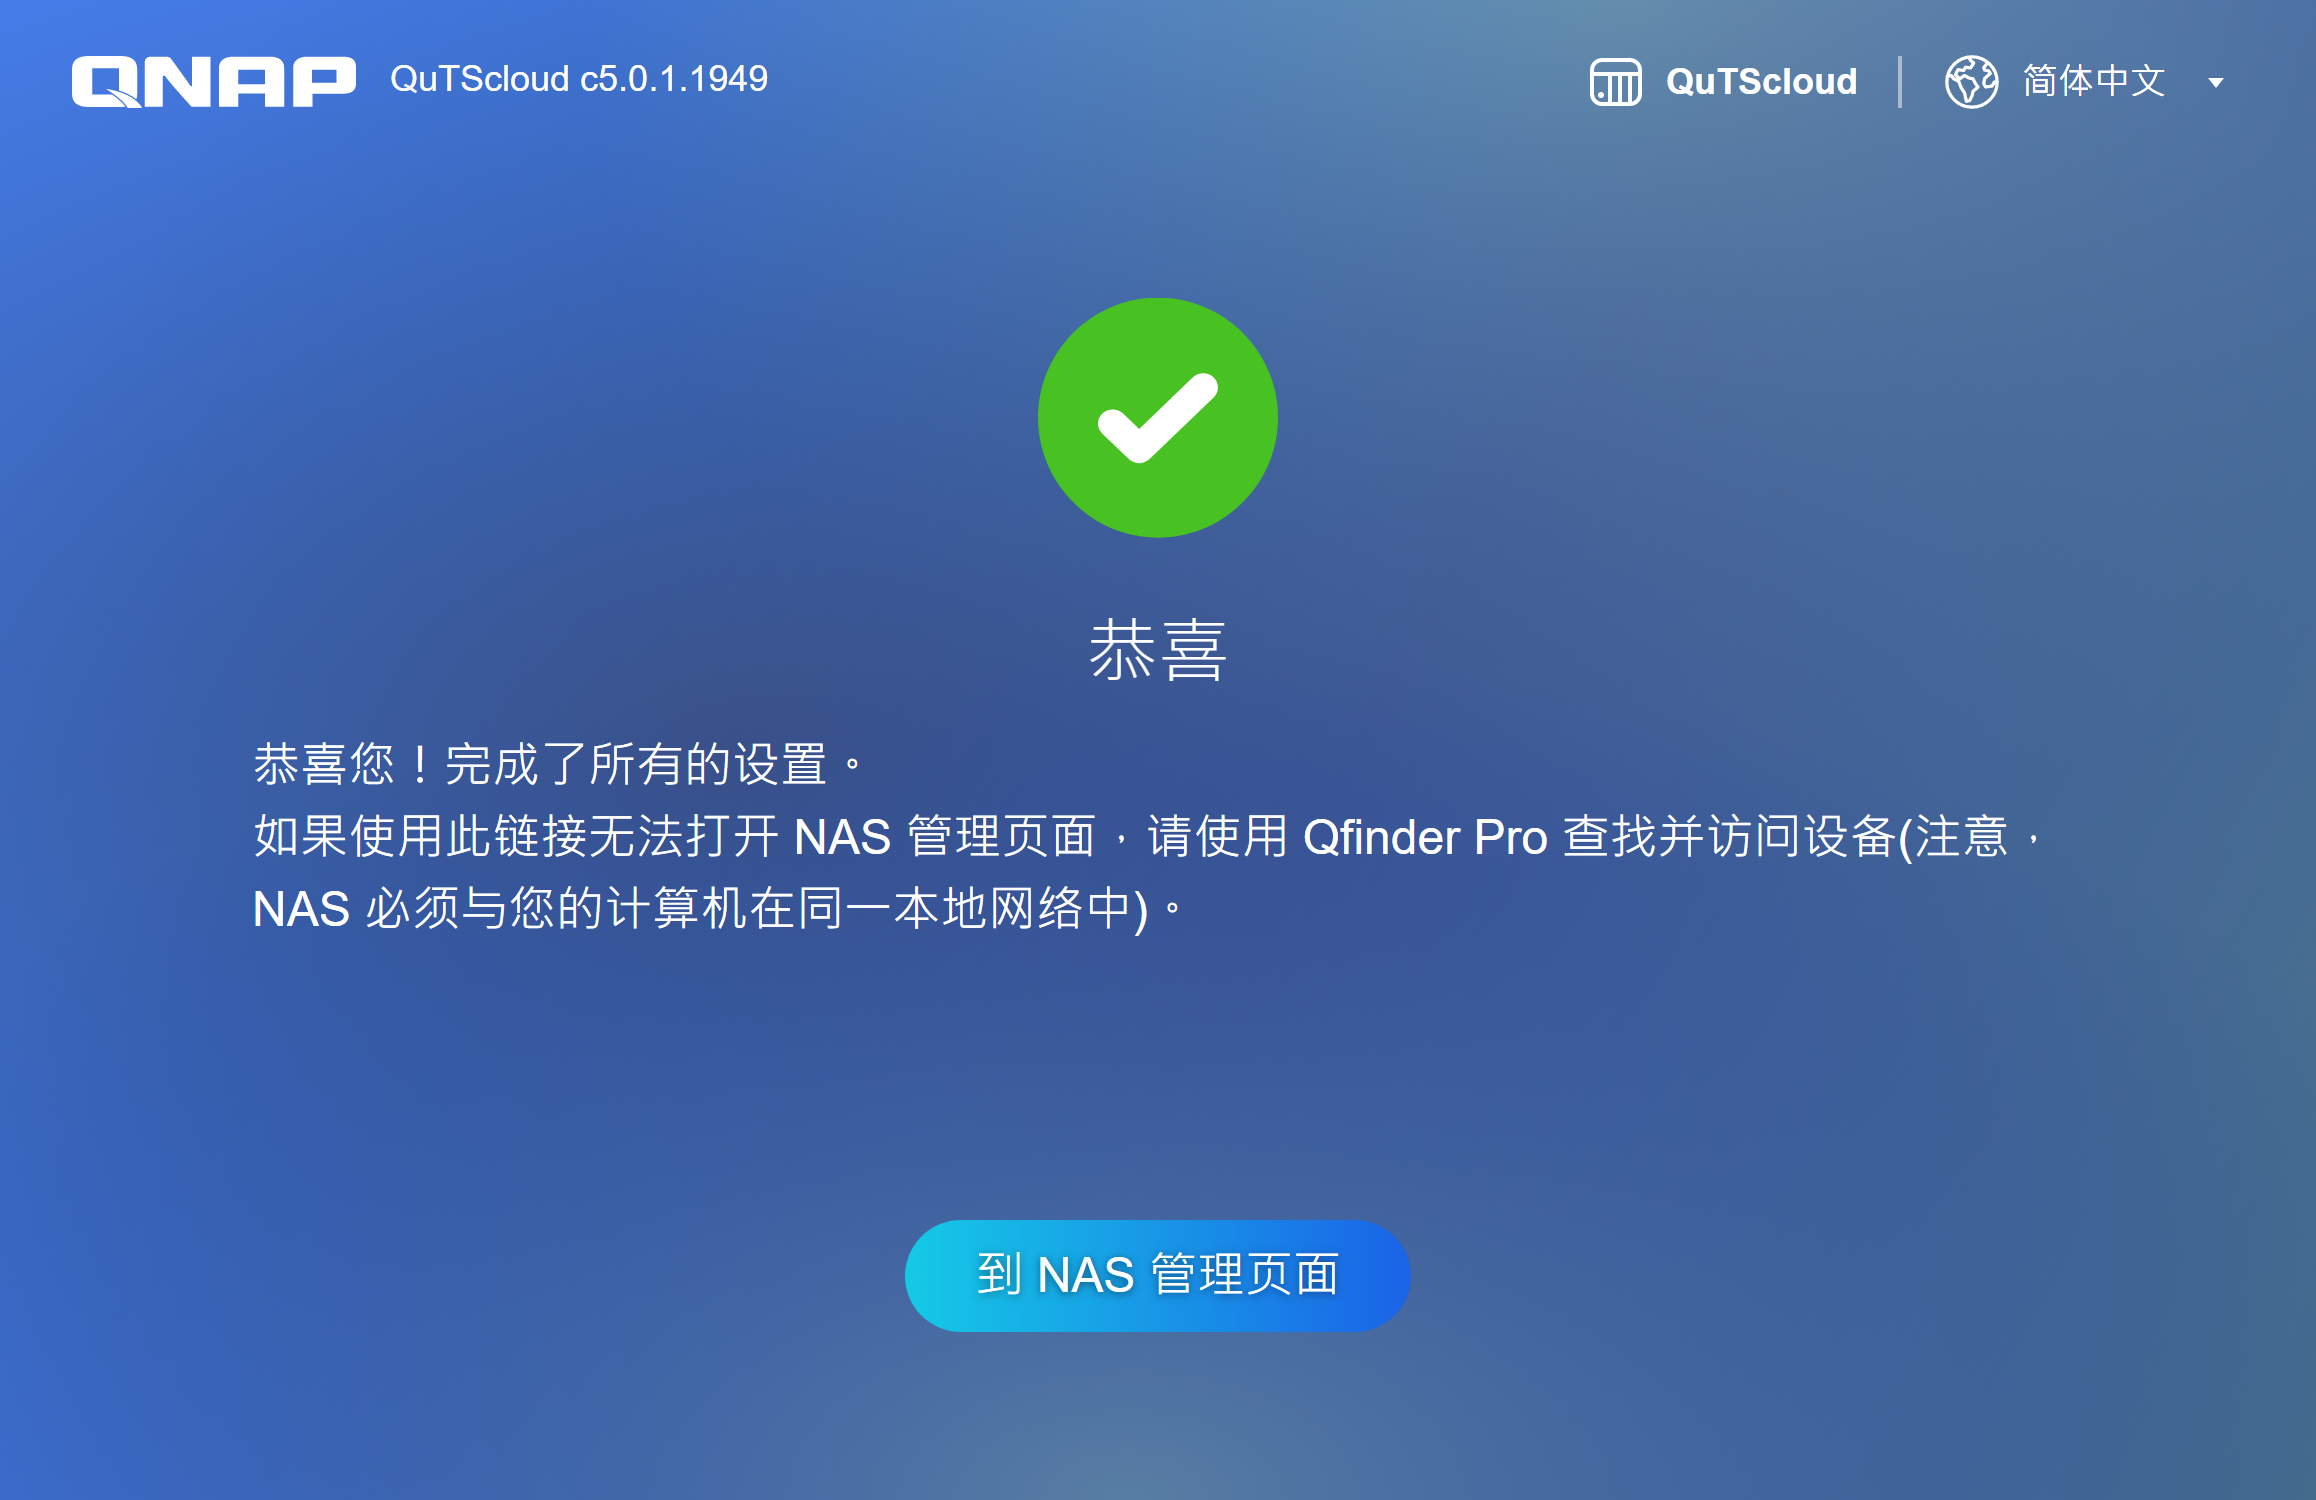 QNAP QuTScloud c5.0.1.1949 QuTScloud 简体中文
恭喜
恭喜您！完成了所有的设置。
如果使用此链接无法打开 NAS 管理页面，请使用 Qfinder Pro 查找并访问设备(注意，
NAS 必须与您的计算机在同一本地网络中)。
到 NAS 管理页面